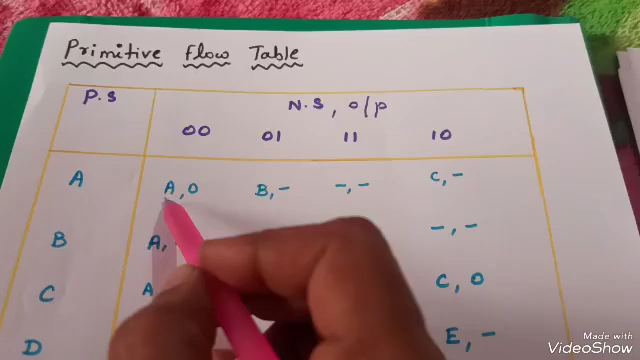 Primitive Flow Table
P.S N.S, o/p
00 01 11 10
A A, 0 B, - -, - C, -
B A, -, -
C A C, 0
D E, -
Made with
VideoShow